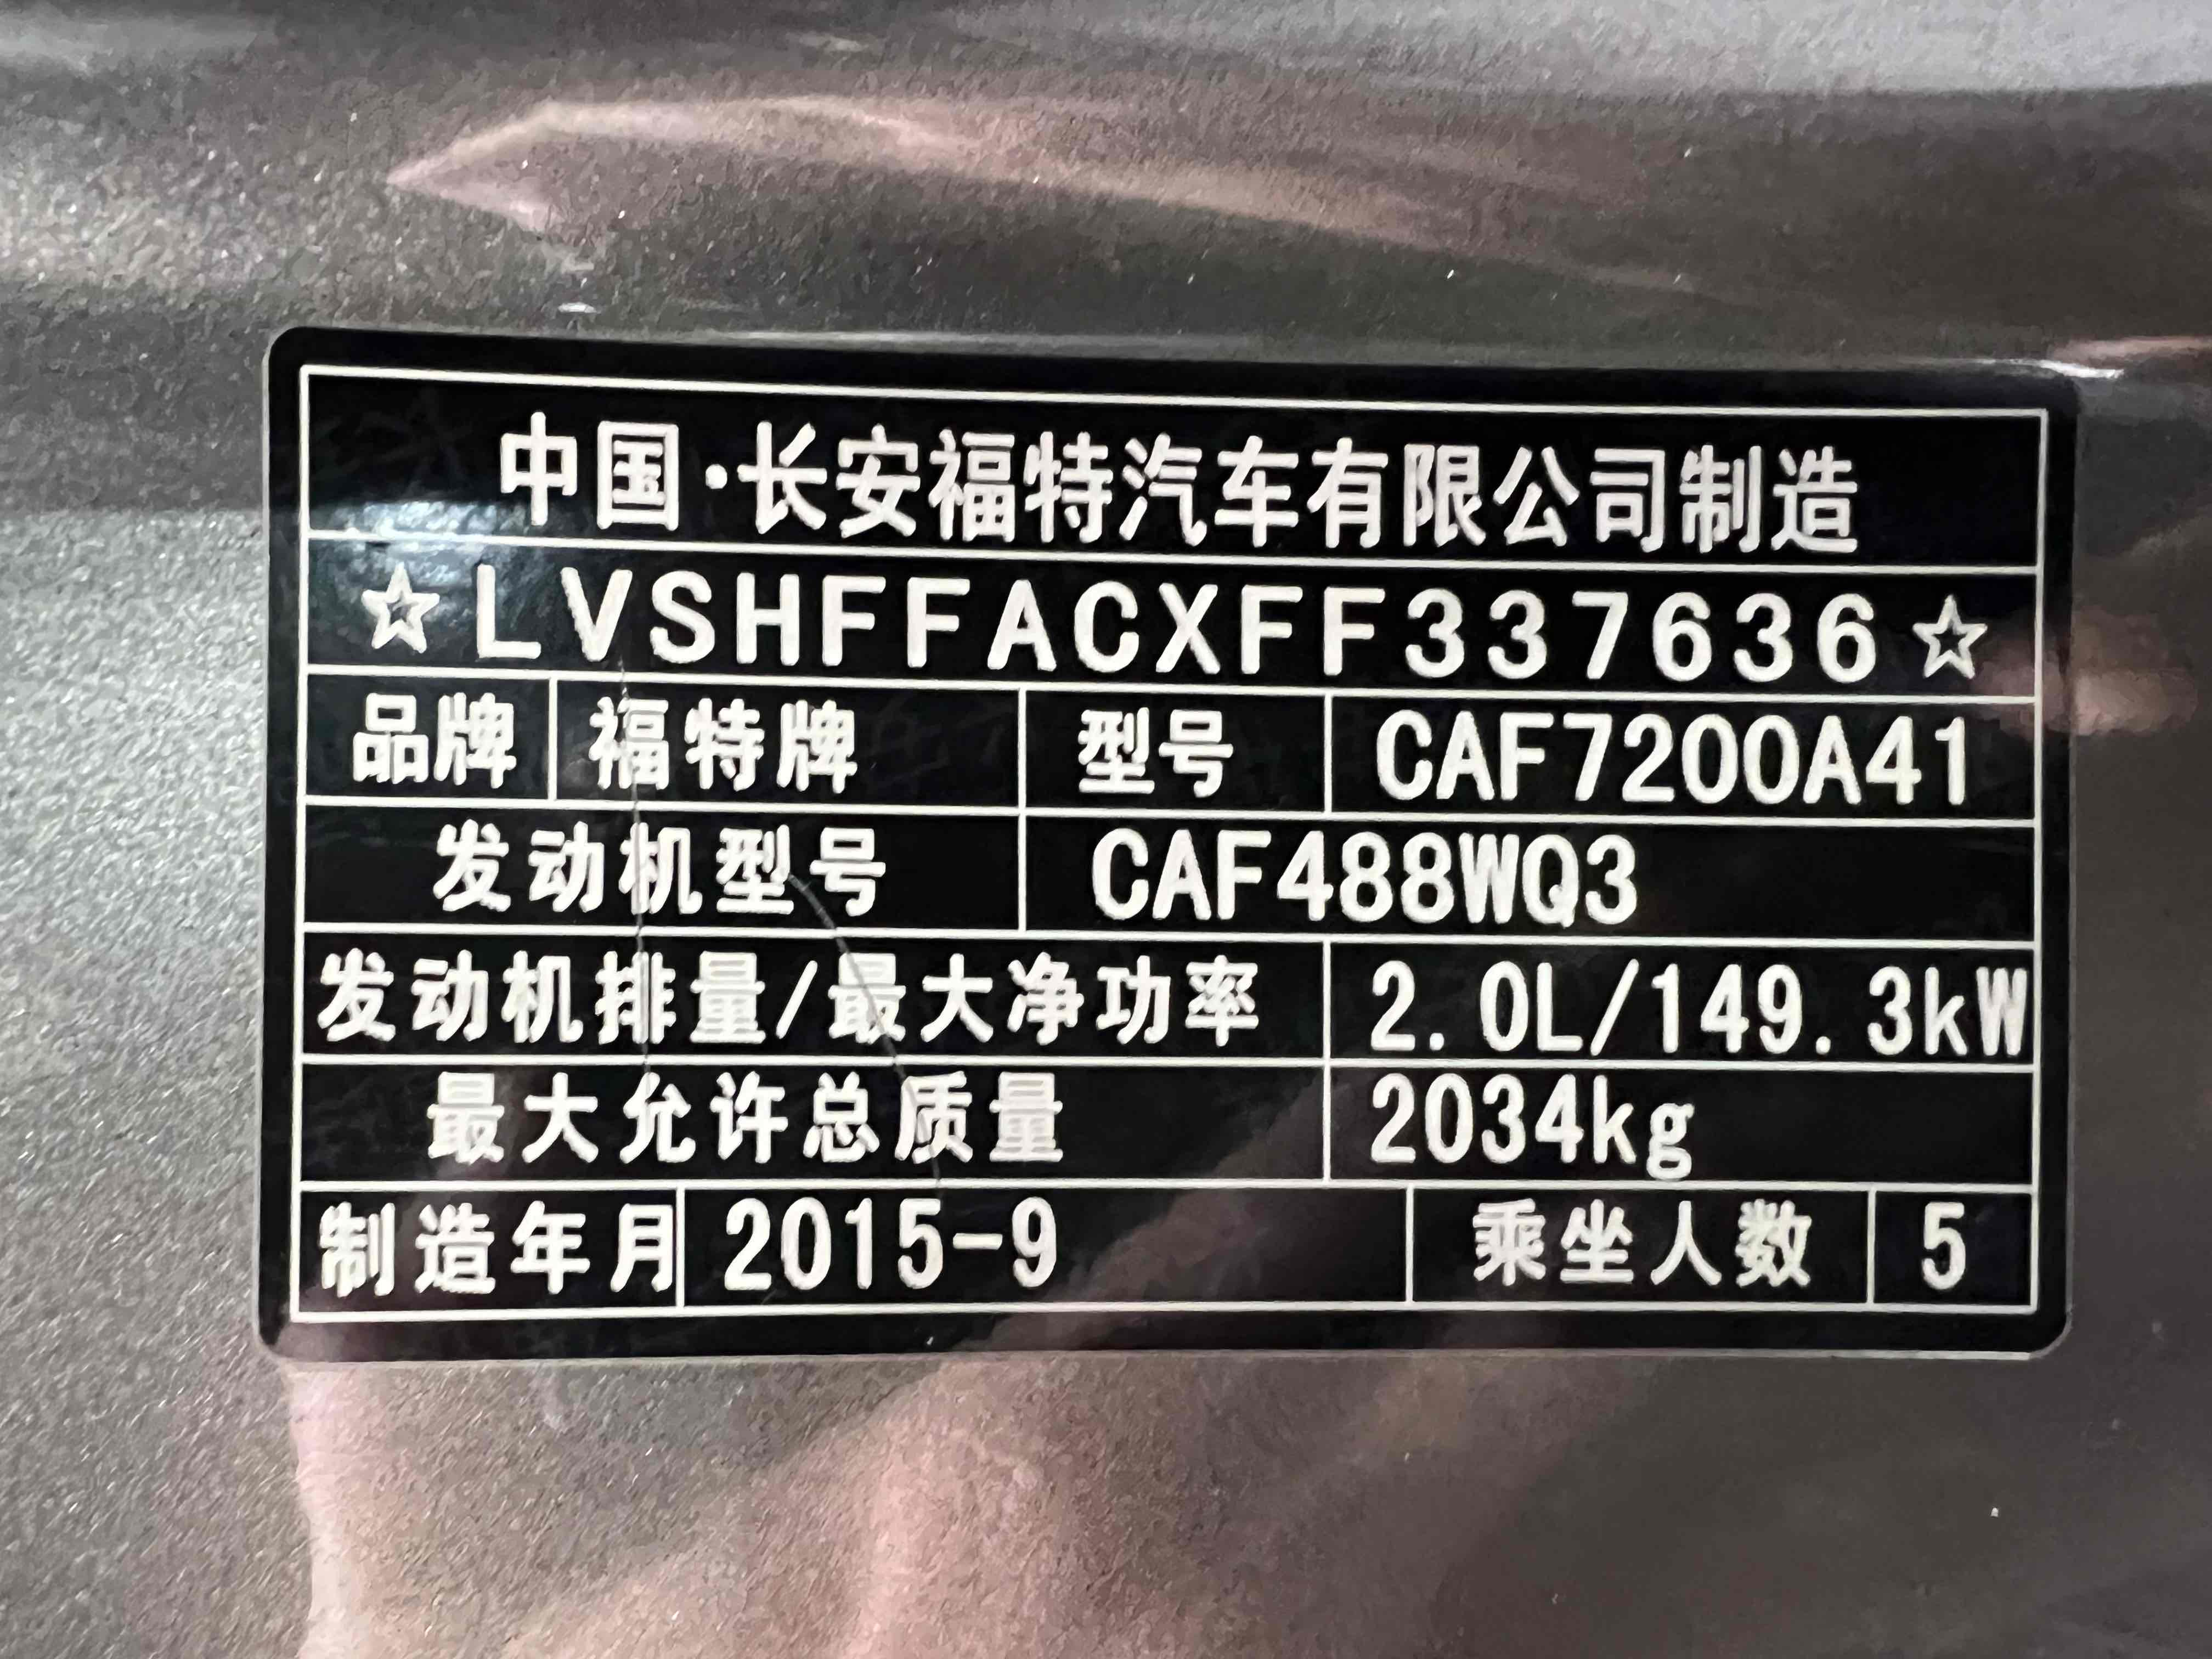 中国·长安福特汽车有限公司制造
☆LVSHFFACXFF337636☆
品牌 福特牌 型号 CAF7200A41
发动机型号 CAF488WQ3
发动机排量/最大净功率 2.0L/149.3kW
最大允许总质量 2034kg
制造年月 2015-9 乘坐人数 5